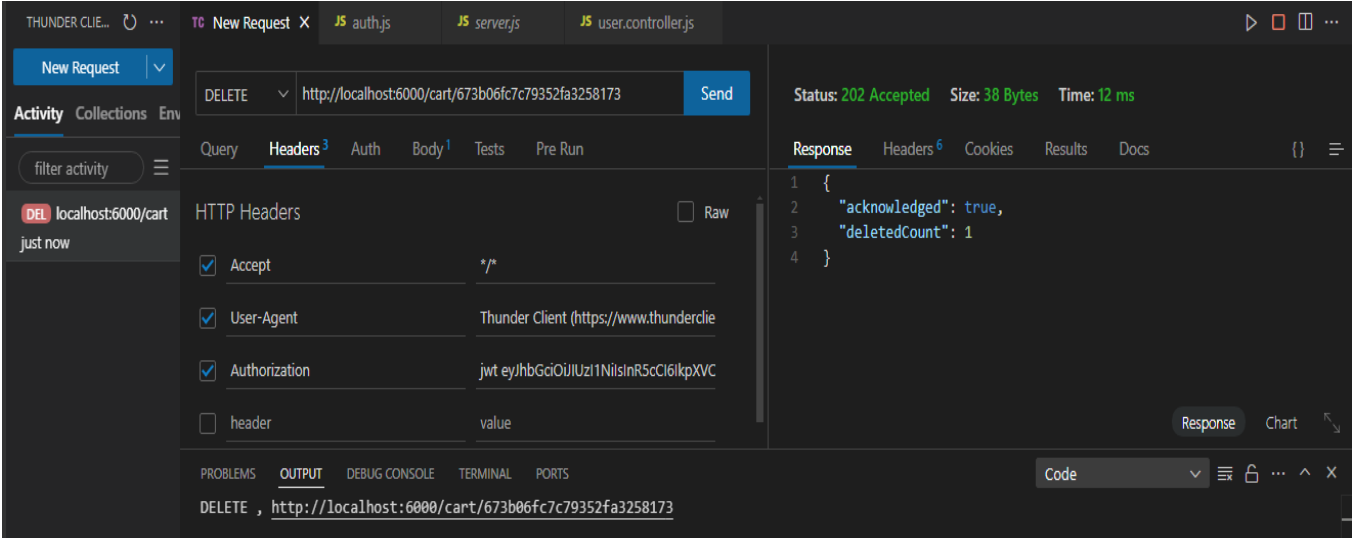 THUNDER CLIE... ···
TC New Request X JS auth.js JS server.js JS user.controller.js ···
New Request
DELETE http://localhost:6000/cart/673b06fc7c79352fa3258173 Send
Status: 202 Accepted Size: 38 Bytes Time: 12 ms
Activity Collections Env
Query Headers 3 Auth Body 1 Tests Pre Run
Response Headers 6 Cookies Results Docs {}
filter activity
DEL localhost:6000/cart
just now
HTTP Headers Raw
Accept */*
User-Agent Thunder Client (https://www.thunderclie
Authorization jwt eyJhbGciOiJIUzI1NiIsInR5cCI6IkpXVC
header value
1 {
2 "acknowledged": true,
3 "deletedCount": 1
4 }
Response Chart
PROBLEMS OUTPUT DEBUG CONSOLE TERMINAL PORTS
Code ···
DELETE , http://localhost:6000/cart/673b06fc7c79352fa3258173